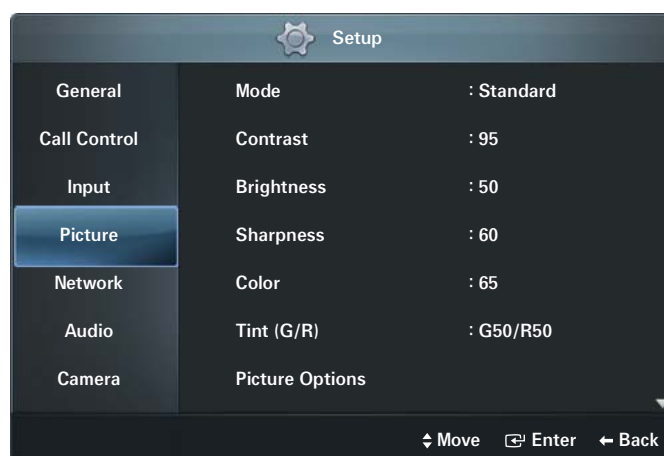 Setup
General
Mode : Standard
Call Control
Contrast : 95
Input
Brightness : 50
Picture
Sharpness : 60
Network
Color : 65
Audio
Tint (G/R) : G50/R50
Camera
Picture Options
Move Enter Back